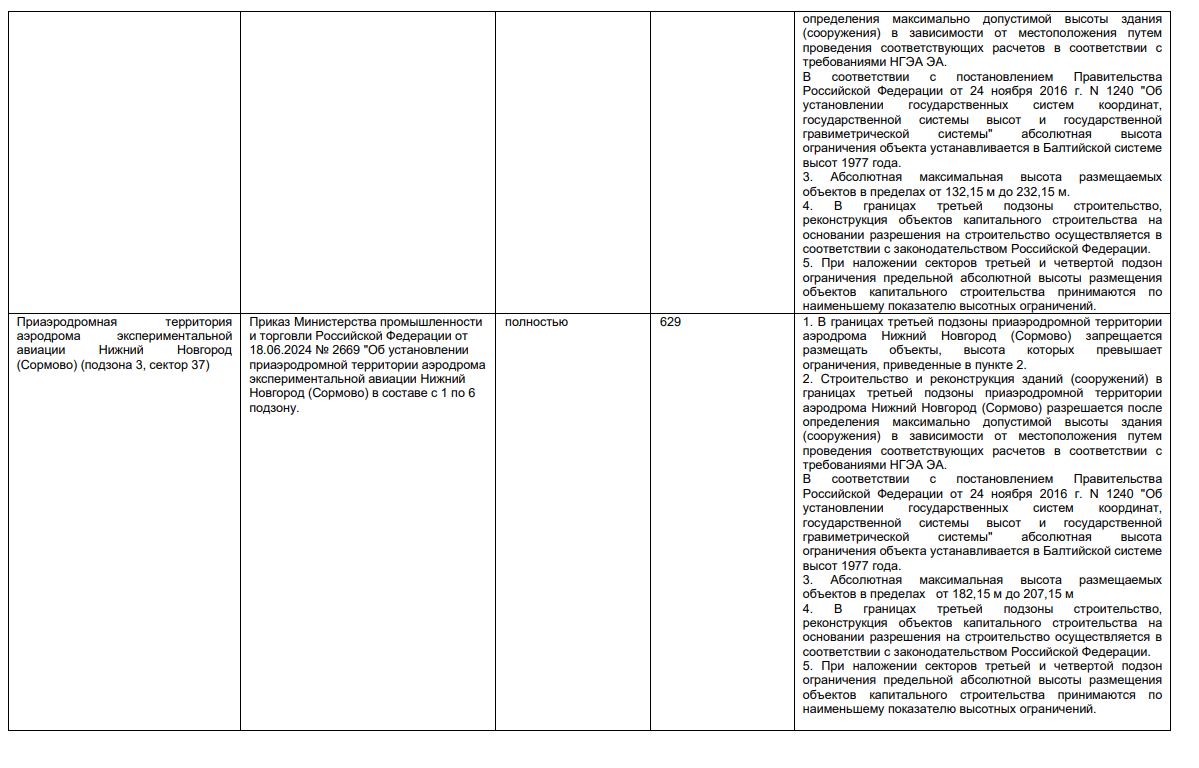 определения максимально допустимой высоты здания
(сооружения) в зависимости от местоположения путем
проведения соответствующих расчетов в соответствии с
требованиями НГЭА ЭА.
В соответствии с постановлением Правительства
Российской Федерации от 24 ноября 2016 г. N 1240 "Об
установлении государственных систем координат,
государственной системы высот и государственной
гравиметрической системы" абсолютная высота
ограничения объекта устанавливается в Балтийской системе
высот 1977 года.
3. Абсолютная максимальная высота размещаемых
объектов в пределах от 132,15 м до 232,15 м.
4. В границах третьей подзоны строительство,
реконструкция объектов капитального строительства на
основании разрешения на строительство осуществляется в
соответствии с законодательством Российской Федерации.
5. При наложении секторов третьей и четвертой подзон
ограничения предельной абсолютной высоты размещения
объектов капитального строительства принимаются по
наименьшему показателю высотных ограничений.
Приаэродромная территория
аэродрома экспериментальной
авиации Нижний Новгород
(Сормово) (подзона 3, сектор 37)
Приказ Министерства промышленности
и торговли Российской Федерации от
18.06.2024 № 2669 "Об установлении
приаэродромной территории аэродрома
экспериментальной авиации Нижний
Новгород (Сормово) в составе с 1 по 6
подзону.
полностью
629
1. В границах третьей подзоны приаэродромной территории
аэродрома Нижний Новгород (Сормово) запрещается
размещать объекты, высота которых превышает
ограничения, приведенные в пункте 2.
2. Строительство и реконструкция зданий (сооружений) в
границах третьей подзоны приаэродромной территории
аэродрома Нижний Новгород (Сормово) разрешается после
определения максимально допустимой высоты здания
(сооружения) в зависимости от местоположения путем
проведения соответствующих расчетов в соответствии с
требованиями НГЭА ЭА.
В соответствии с постановлением Правительства
Российской Федерации от 24 ноября 2016 г. N 1240 "Об
установлении государственных систем координат,
государственной системы высот и государственной
гравиметрической системы" абсолютная высота
ограничения объекта устанавливается в Балтийской системе
высот 1977 года.
3. Абсолютная максимальная высота размещаемых
объектов в пределах от 182,15 м до 207,15 м
4. В границах третьей подзоны строительство,
реконструкция объектов капитального строительства на
основании разрешения на строительство осуществляется в
соответствии с законодательством Российской Федерации.
5. При наложении секторов третьей и четвертой подзон
ограничения предельной абсолютной высоты размещения
объектов капитального строительства принимаются по
наименьшему показателю высотных ограничений.